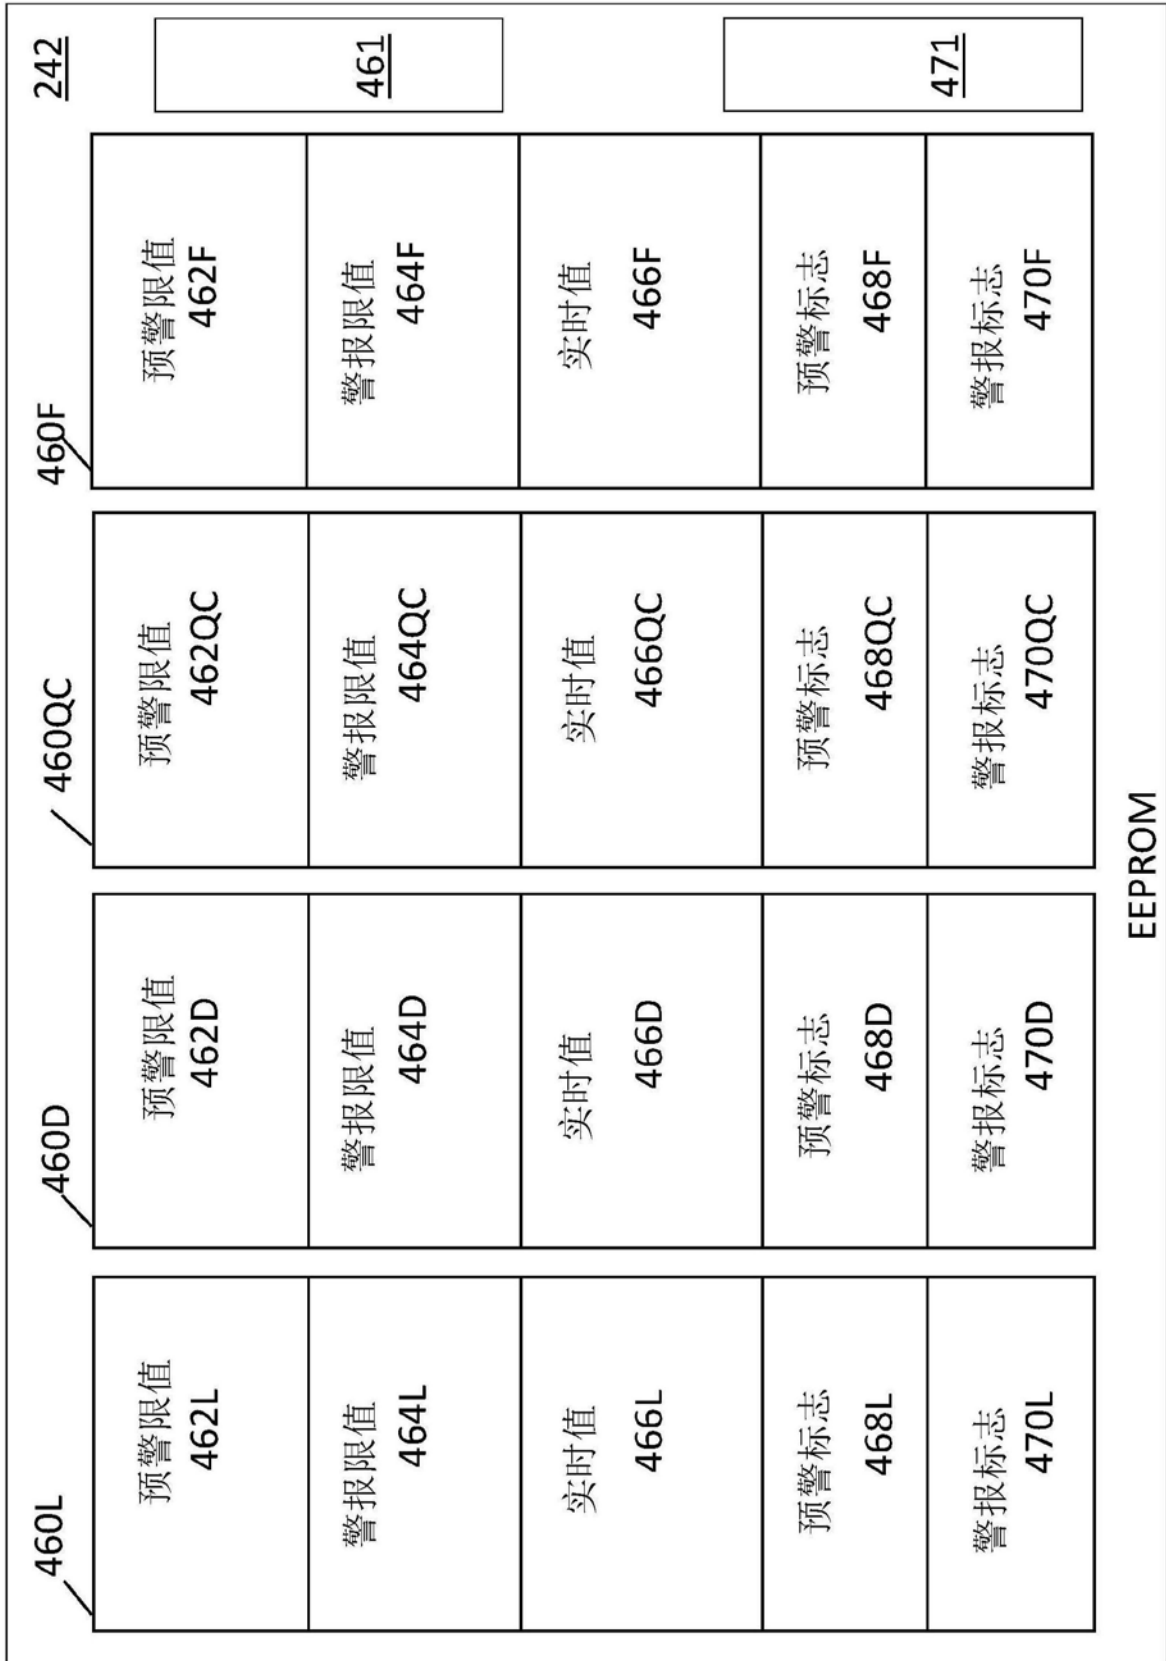 460L
预警限值
462L
警报限值
464L
实时值
466L
预警标志
468L
警报标志
470L
460D
预警限值
462D
警报限值
464D
实时值
466D
预警标志
468D
警报标志
470D
460QC
预警限值
462QC
警报限值
464QC
实时值
466QC
预警标志
468QC
警报标志
470QC
460F
预警限值
462F
警报限值
464F
实时值
466F
预警标志
468F
警报标志
470F
242
461
471
EEPROM